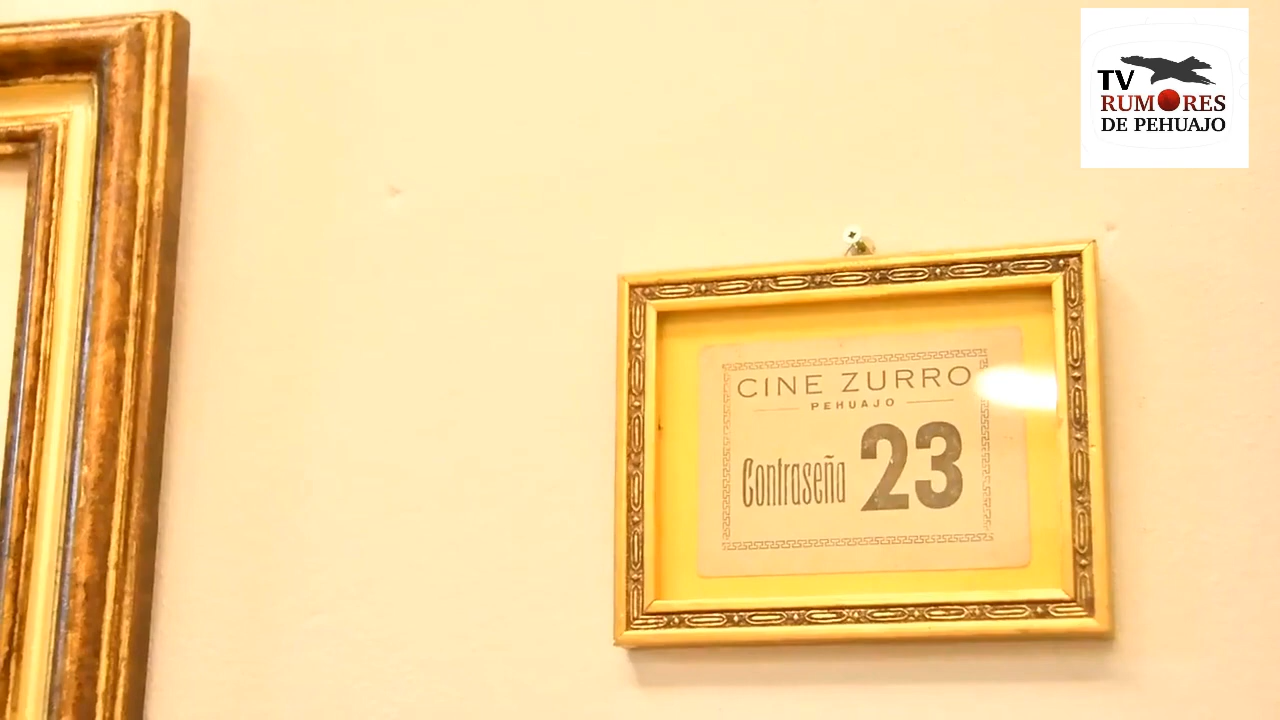 TV
RUMORES
DE PEHUAJO
CINE ZURRO
PEHUAJO
Contraseña 23